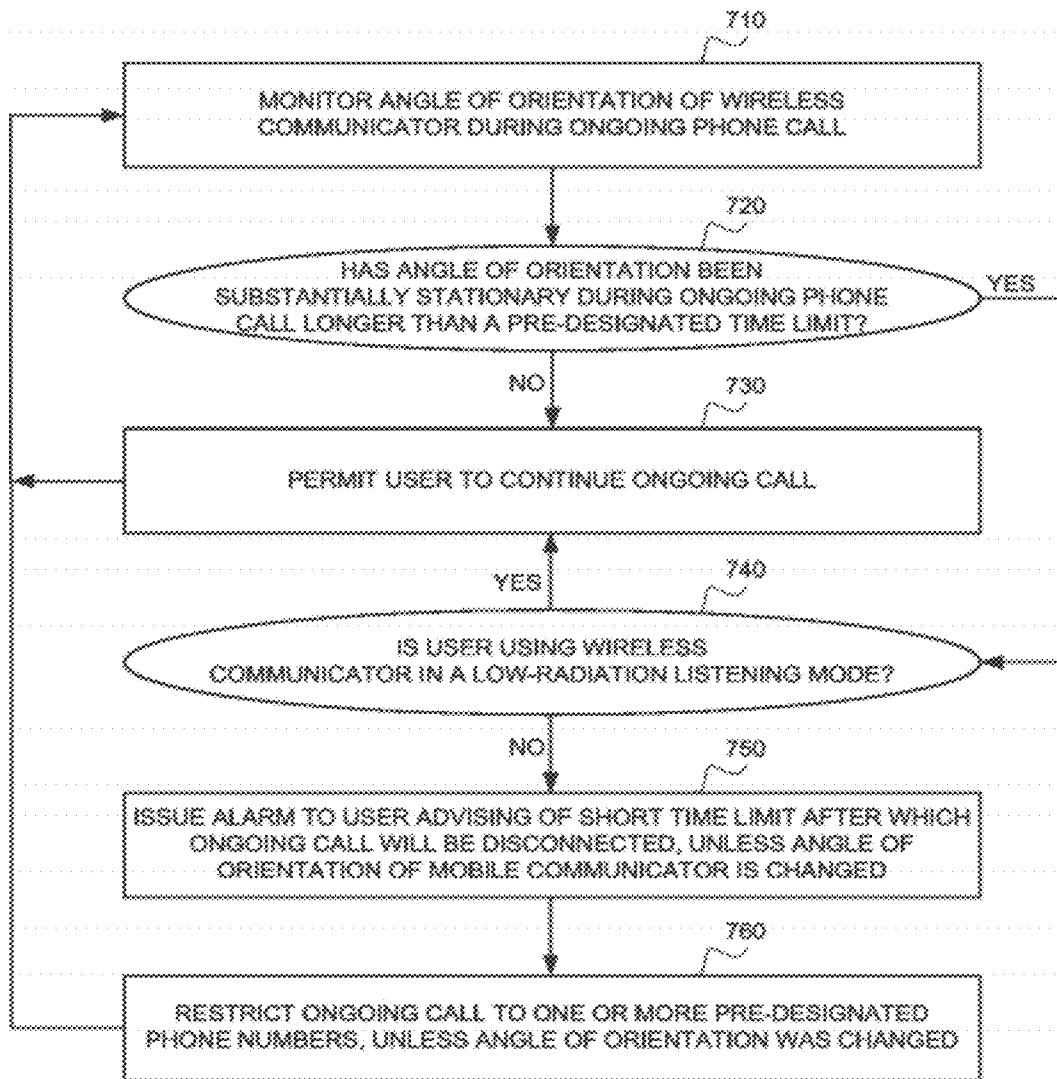 710
MONITOR ANGLE OF ORIENTATION OF WIRELESS
COMMUNICATOR DURING ONGOING PHONE CALL
720
HAS ANGLE OF ORIENTATION BEEN
SUBSTANTIALLY STATIONARY DURING ONGOING PHONE
CALL LONGER THAN A PRE-DESIGNATED TIME LIMIT?
YES
NO
730
PERMIT USER TO CONTINUE ONGOING CALL
YES
740
IS USER USING WIRELESS
COMMUNICATOR IN A LOW-RADIATION LISTENING MODE?
NO
750
ISSUE ALARM TO USER ADVISING OF SHORT TIME LIMIT AFTER WHICH
ONGOING CALL WILL BE DISCONNECTED, UNLESS ANGLE OF
ORIENTATION OF MOBILE COMMUNICATOR IS CHANGED
760
RESTRICT ONGOING CALL TO ONE OR MORE PRE-DESIGNATED
PHONE NUMBERS, UNLESS ANGLE OF ORIENTATION WAS CHANGED